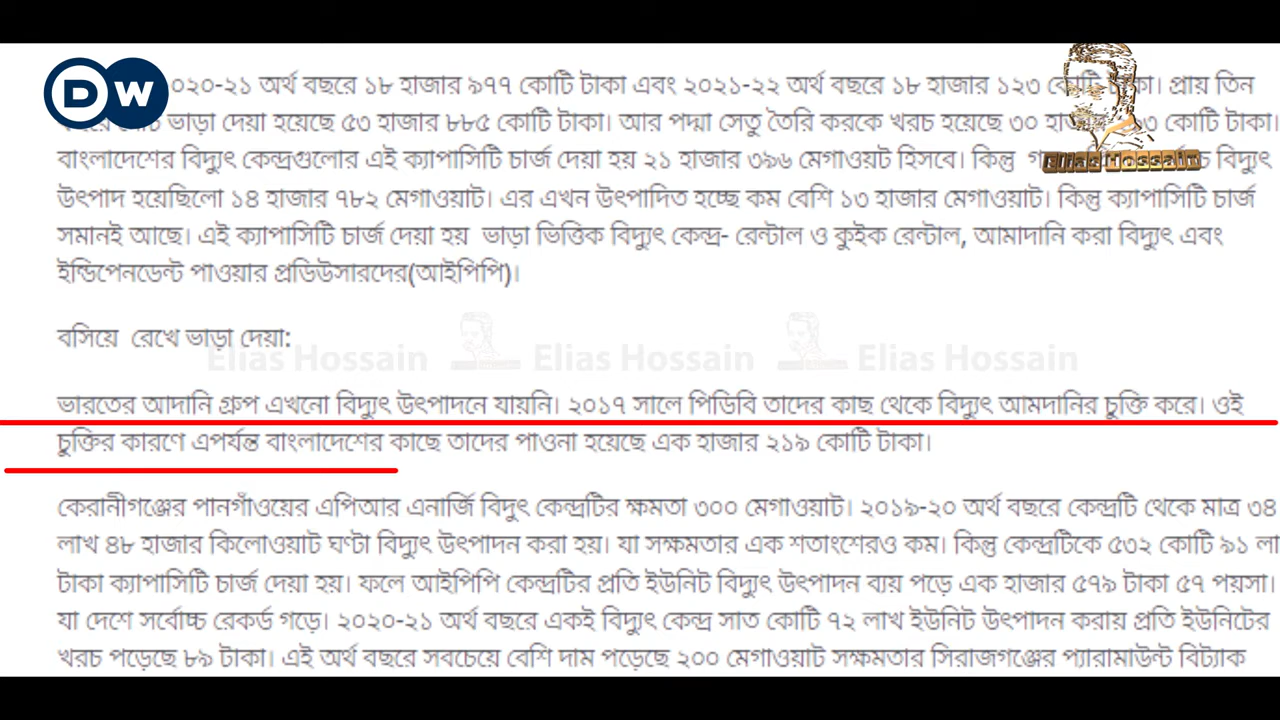 DW
০২০-২১ অর্থ বছরে ১৮ হাজার ৯৭৭ কোটি টাকা এবং ২০২১-২২ অর্থ বছরে ১৮ হাজার ১২৩ কোটি টাকা। প্রায় তিন
ভাড়া দেয়া হয়েছে ৫৩ হাজার ৮৮৫ কোটি টাকা। আর পদ্মা সেতু তৈরি করকে খরচ হয়েছে ৩০ কোটি টাকা।
Elias Hossain
বাংলাদেশের বিদ্যুৎ কেন্দ্রগুলোর এই ক্যাপাসিটি চার্জ দেয়া হয় ২১ হাজার ৩৯৬ মেগাওয়ট হিসবে। কিন্তু বিদ্যুৎ
উৎপাদ হয়েছিলো ১৪ হাজার ৭৮২ মেগাওয়াট। এর এখন উৎপাদিত হচ্ছে কম বেশি ১৩ হাজার মেগাওয়াট। কিন্তু ক্যাপাসিটি চার্জ
সমানই আছে। এই ক্যাপাসিটি চার্জ দেয়া হয় ভাড়া ভিত্তিক বিদ্যুৎ কেন্দ্র- রেন্টাল ও কুইক রেন্টাল, আমাদানি করা বিদ্যুৎ এবং
ইন্ডিপেনডেন্ট পাওয়ার প্রডিউসারদের(আইপিপি)।
বসিয়ে রেখে ভাড়া দেয়া:
Elias Hossain Elias Hossain Elias Hossain
ভারতের আদানি গ্রুপ এখনো বিদ্যুৎ উৎপাদনে যায়নি। ২০১৭ সালে পিডিবি তাদের কাছ থেকে বিদ্যুৎ আমদানির চুক্তি করে। ওই
চুক্তির কারণে এপর্যন্ত বাংলাদেশের কাছে তাদের পাওনা হয়েছে এক হাজার ২১৯ কোটি টাকা।
কেরানীগঞ্জের পানগাঁওয়ের এপিআর এনার্জি বিদুৎ কেন্দ্রটির ক্ষমতা ৩০০ মেগাওয়াট। ২০১৯-২০ অর্থ বছরে কেন্দ্রটি থেকে মাত্র ৩৪
লাখ ৪৮ হাজার কিলোওয়াট ঘণ্টা বিদ্যুৎ উৎপাদন করা হয়। যা সক্ষমতার এক শতাংশেরও কম। কিন্তু কেন্দ্রটিকে ৫৩২ কোটি ৯১ লা
টাকা ক্যাপাসিটি চার্জ দেয়া হয়। ফলে আইপিপি কেন্দ্রটির প্রতি ইউনিট বিদ্যুৎ উৎপাদন ব্যয় পড়ে এক হাজার ৫৭৯ টাকা ৫৭ পয়সা।
যা দেশে সর্বোচ্চ রেকর্ড গড়ে। ২০২০-২১ অর্থ বছরে একই বিদ্যুৎ কেন্দ্র সাত কোটি ৭২ লাখ ইউনিট উৎপাদন করায় প্রতি ইউনিটের
খরচ পড়েছে ৮৯ টাকা। এই অর্থ বছরে সবচেয়ে বেশি দাম পড়েছে ২০০ মেগাওয়াট সক্ষমতার সিরাজগঞ্জের প্যারামাউন্ট বিট্যাক